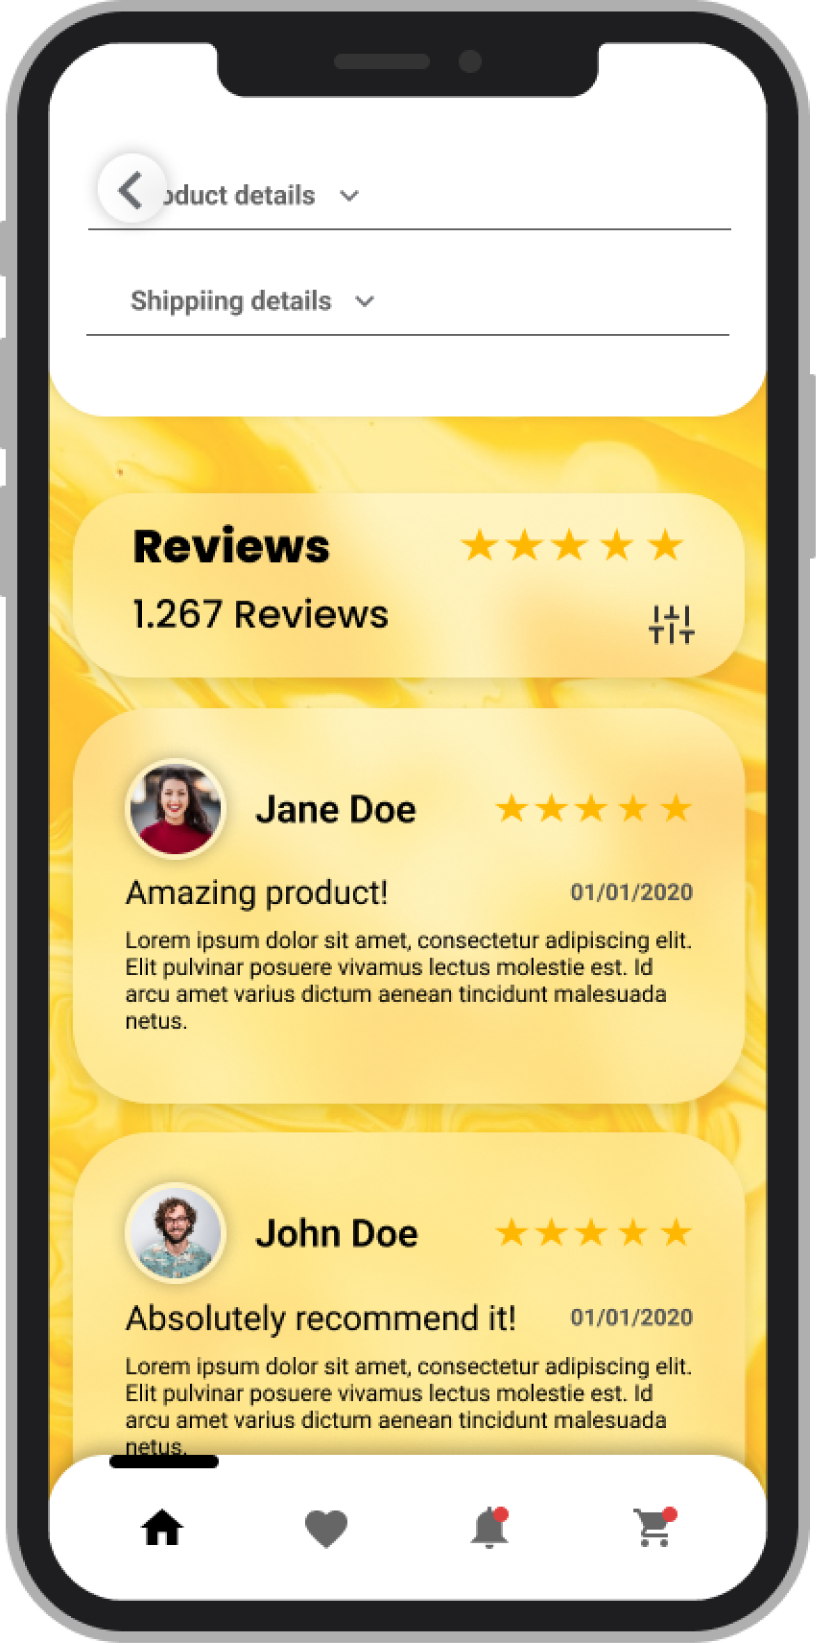 oduct details
Shippiing details
Reviews
1.267 Reviews
Jane Doe
Amazing product!
01/01/2020
Lorem ipsum dolor sit amet, consectetur adipiscing elit.
Elit pulvinar posuere vivamus lectus molestie est. Id
arcu amet varius dictum aenean tincidunt malesuada
netus.
John Doe
Absolutely recommend it!
01/01/2020
Lorem ipsum dolor sit amet, consectetur adipiscing elit.
Elit pulvinar posuere vivamus lectus molestie est. Id
arcu amet varius dictum aenean tincidunt malesuada
netus.